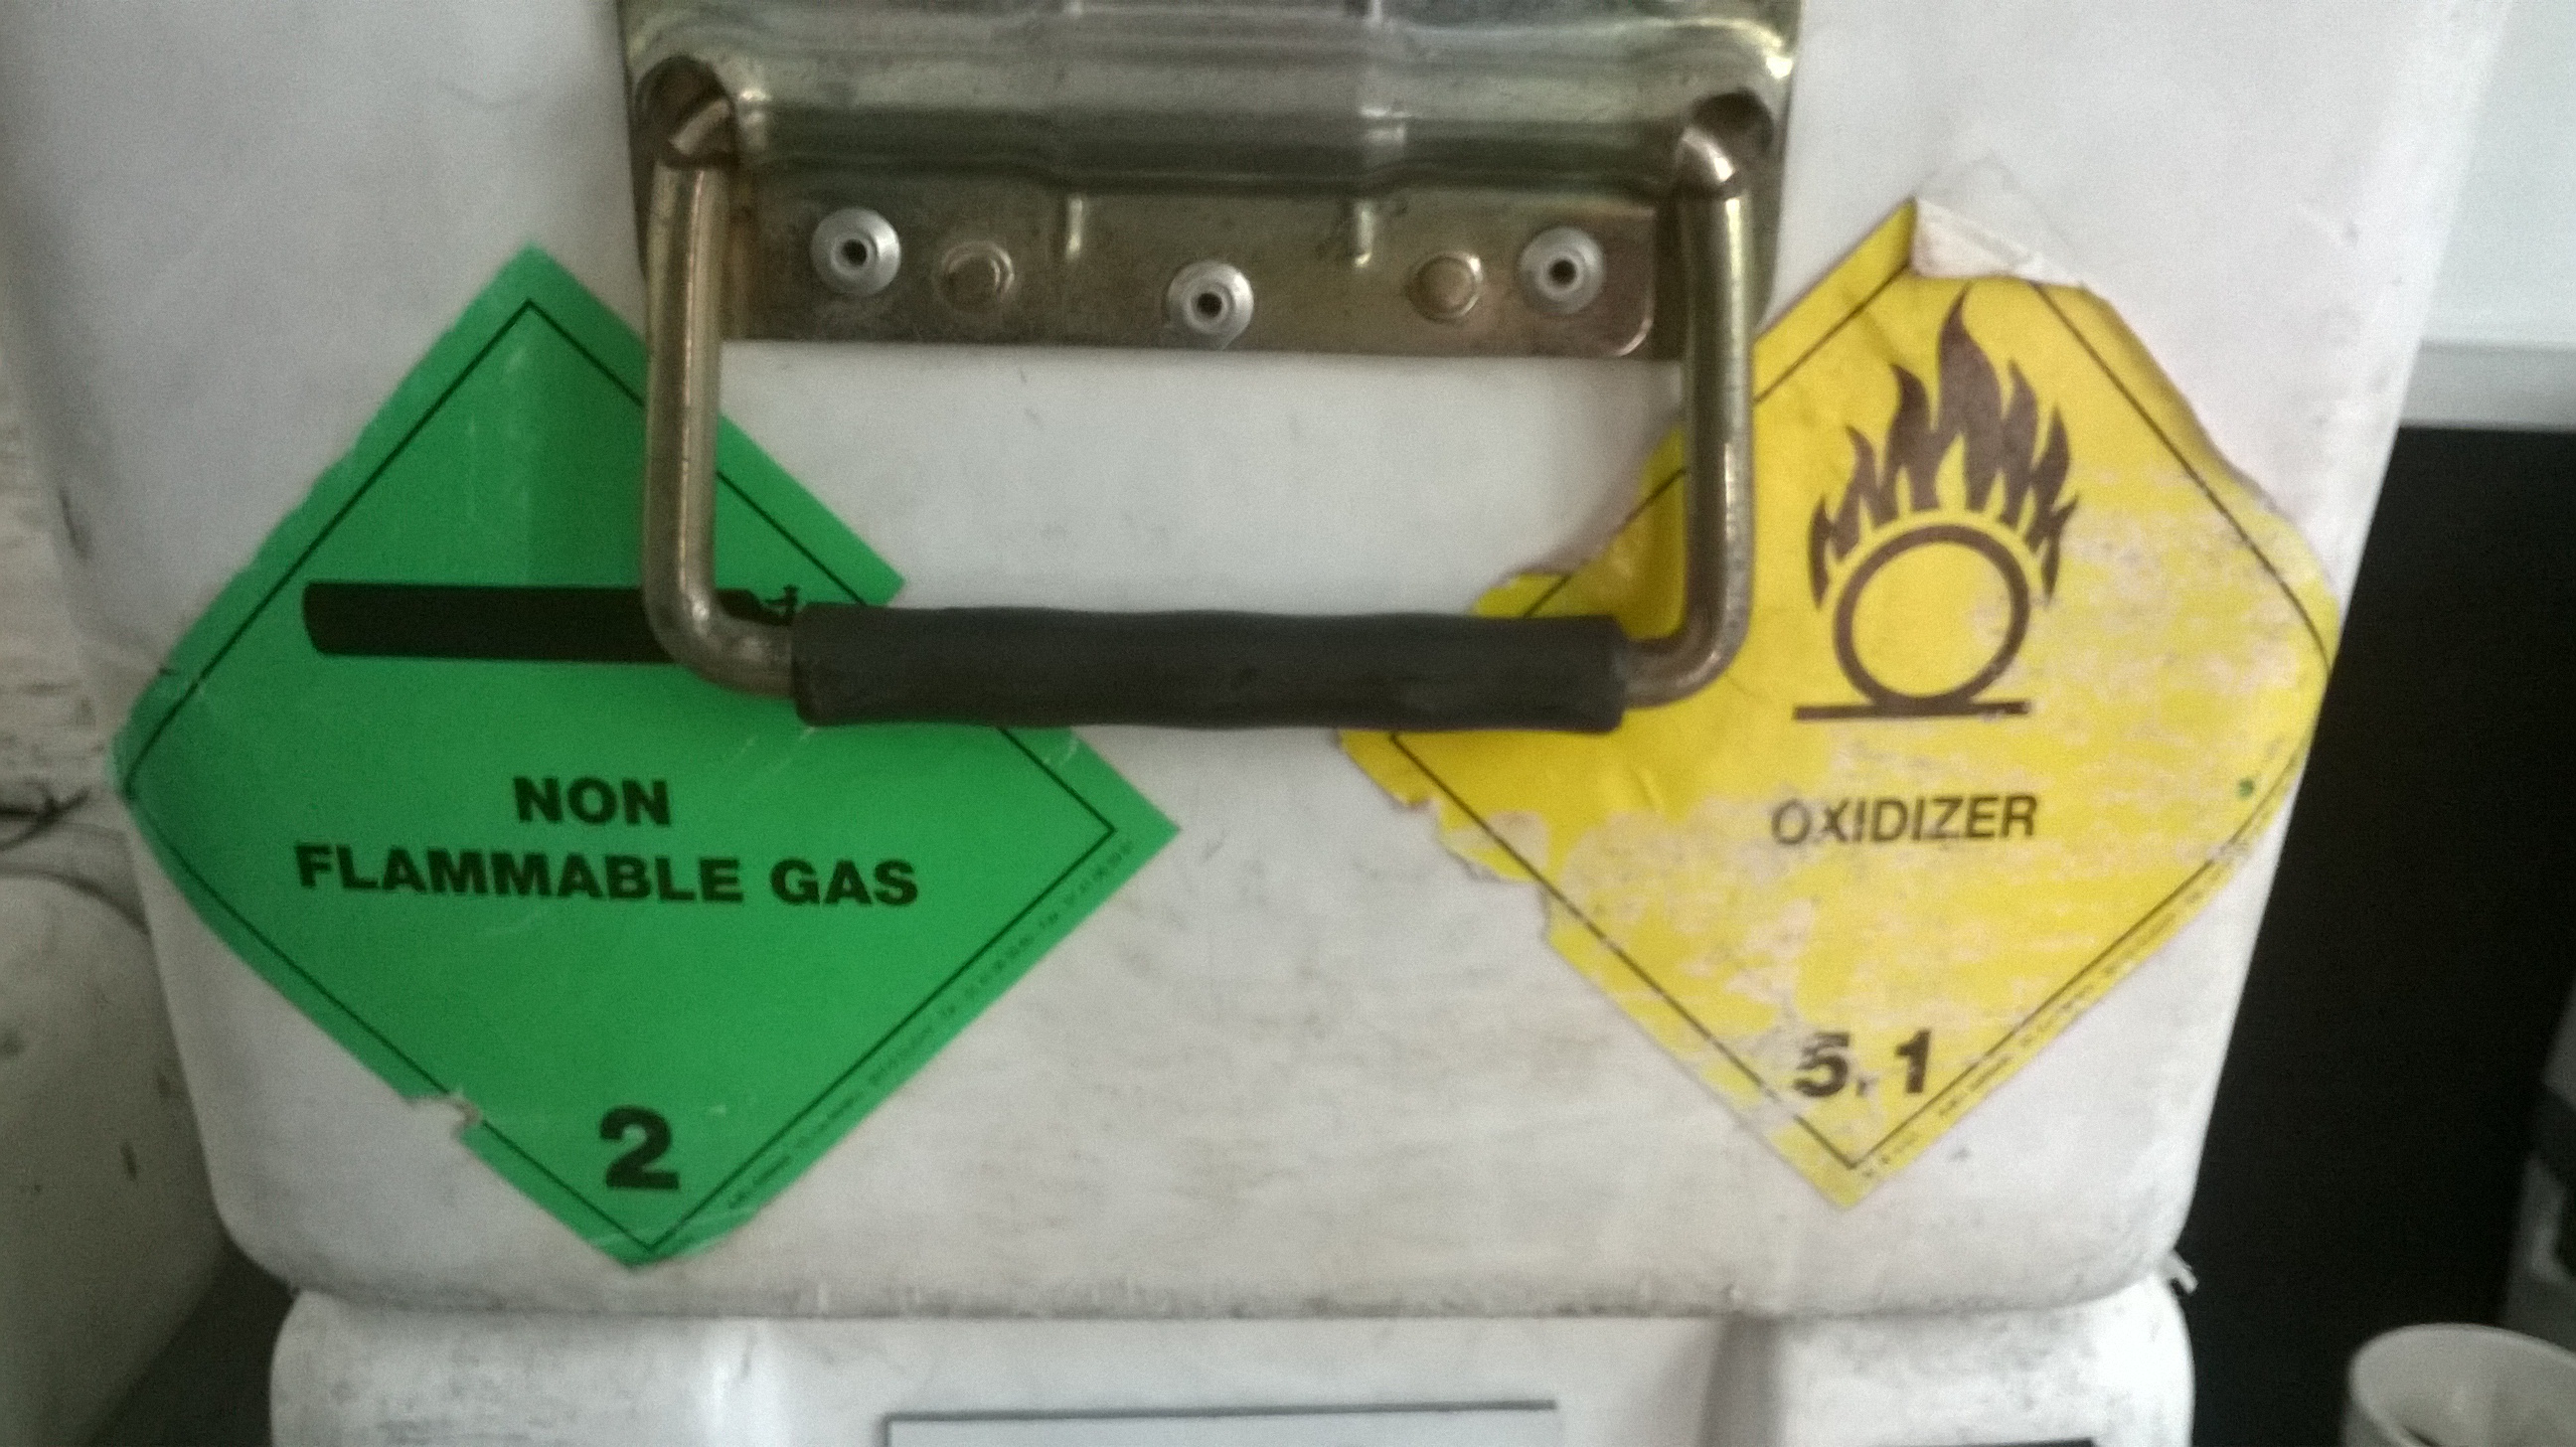 NON
FLAMMABLE GAS
2
OXIDIZER
5.1